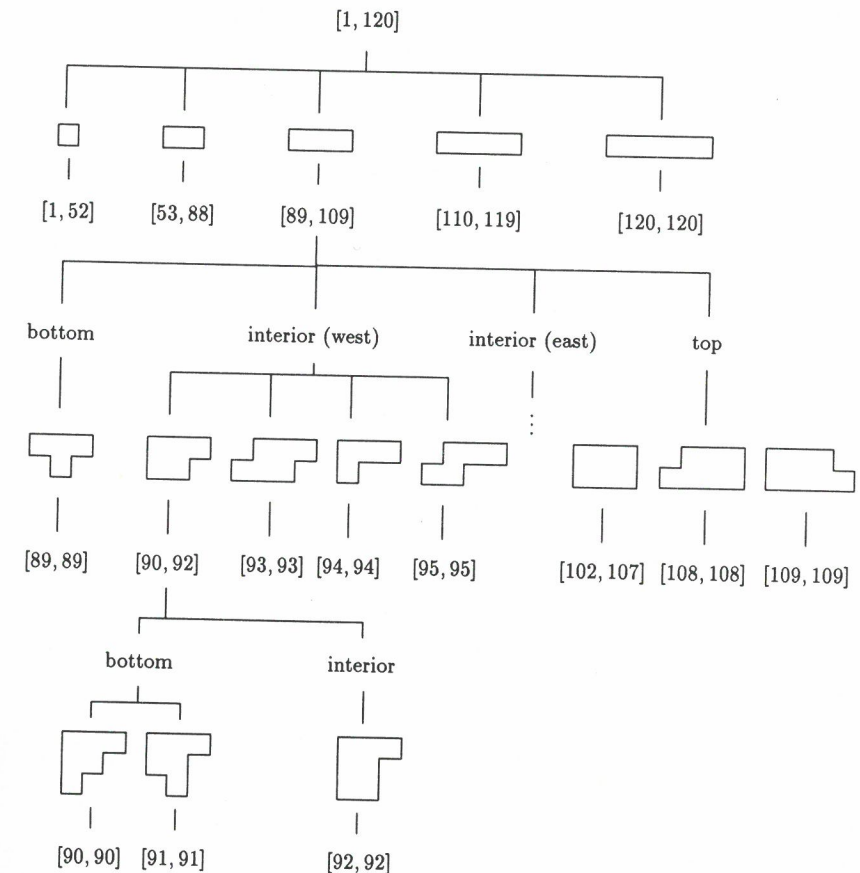 [1, 120]
[1, 52] [53, 88] [89, 109] [110, 119] [120, 120]
bottom interior (west) interior (east) top
[89, 89] [90, 92] [93, 93] [94, 94] [95, 95] [102, 107] [108, 108] [109, 109]
bottom interior
[90, 90] [91, 91] [92, 92]